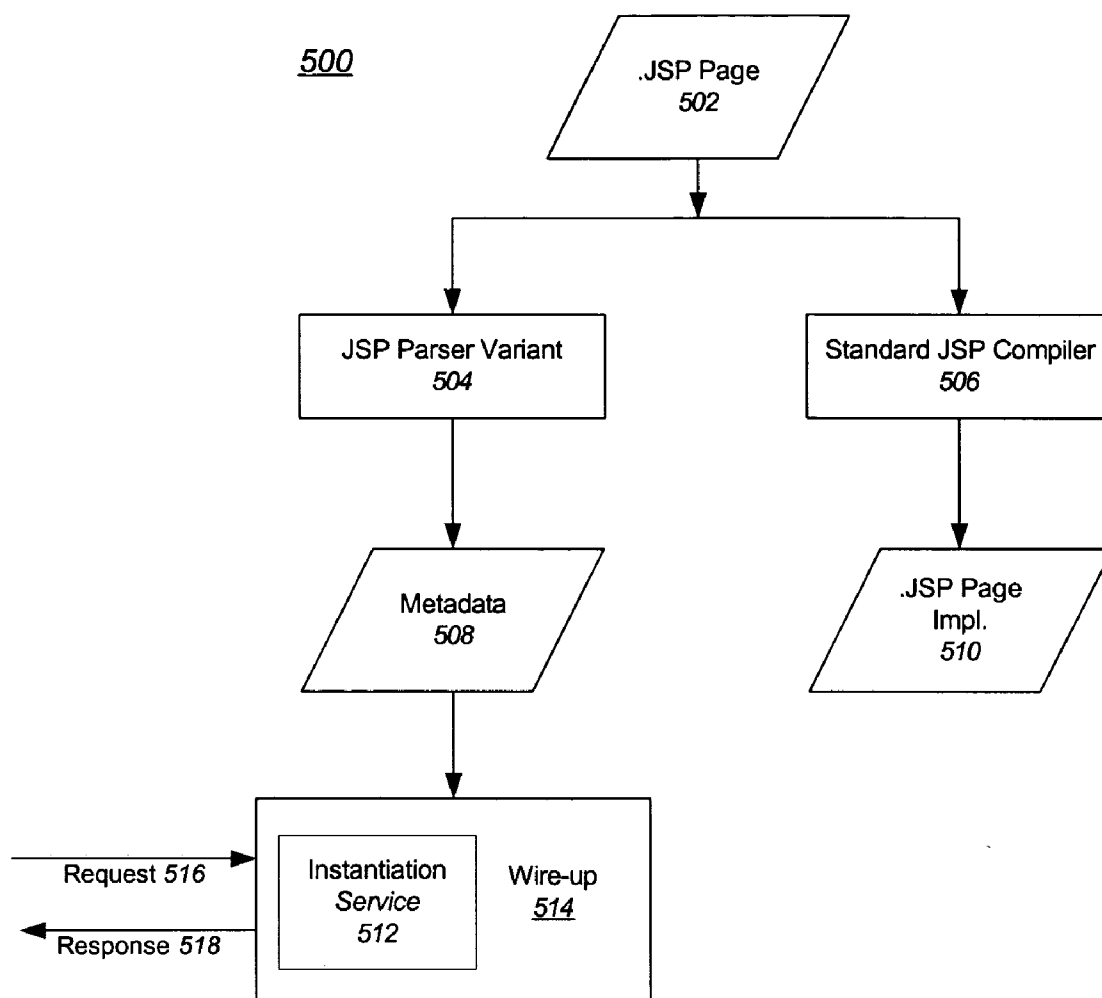 500
.JSP Page
502
JSP Parser Variant
504
Standard JSP Compiler
506
Metadata
508
.JSP Page
Impl.
510
Request 516
Response 518
Instantiation
Service
512
Wire-up
514